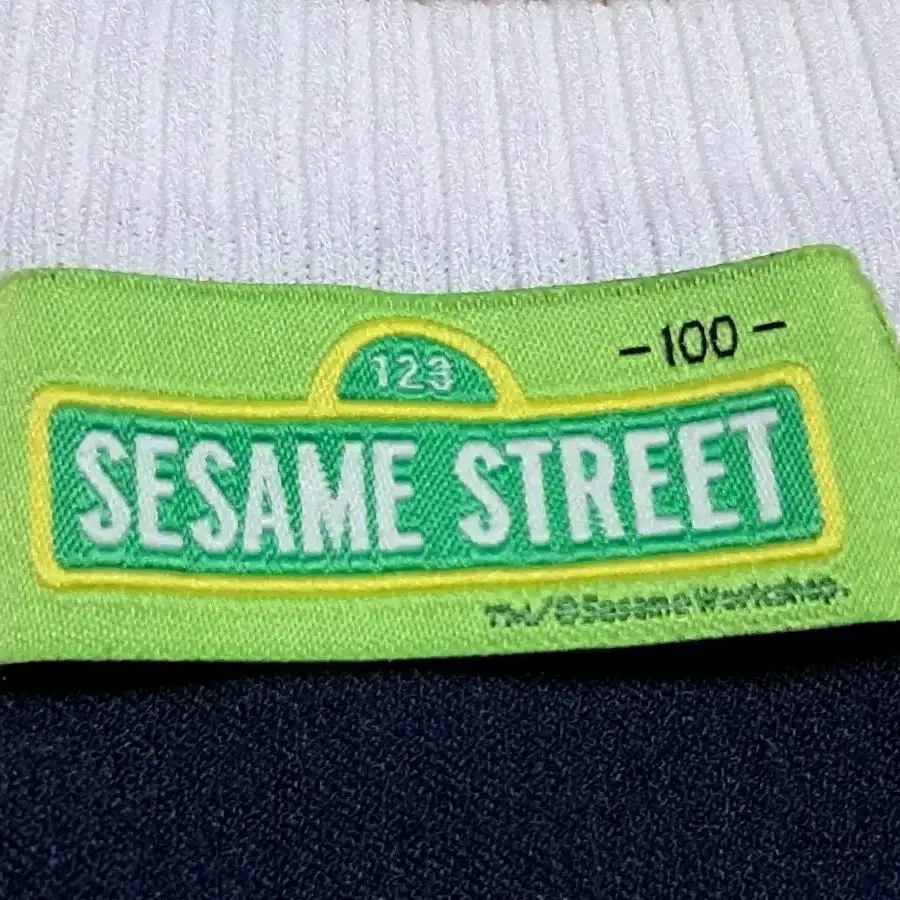 -100-
123
SESAME STREET
TM/©Sesame Workshop.